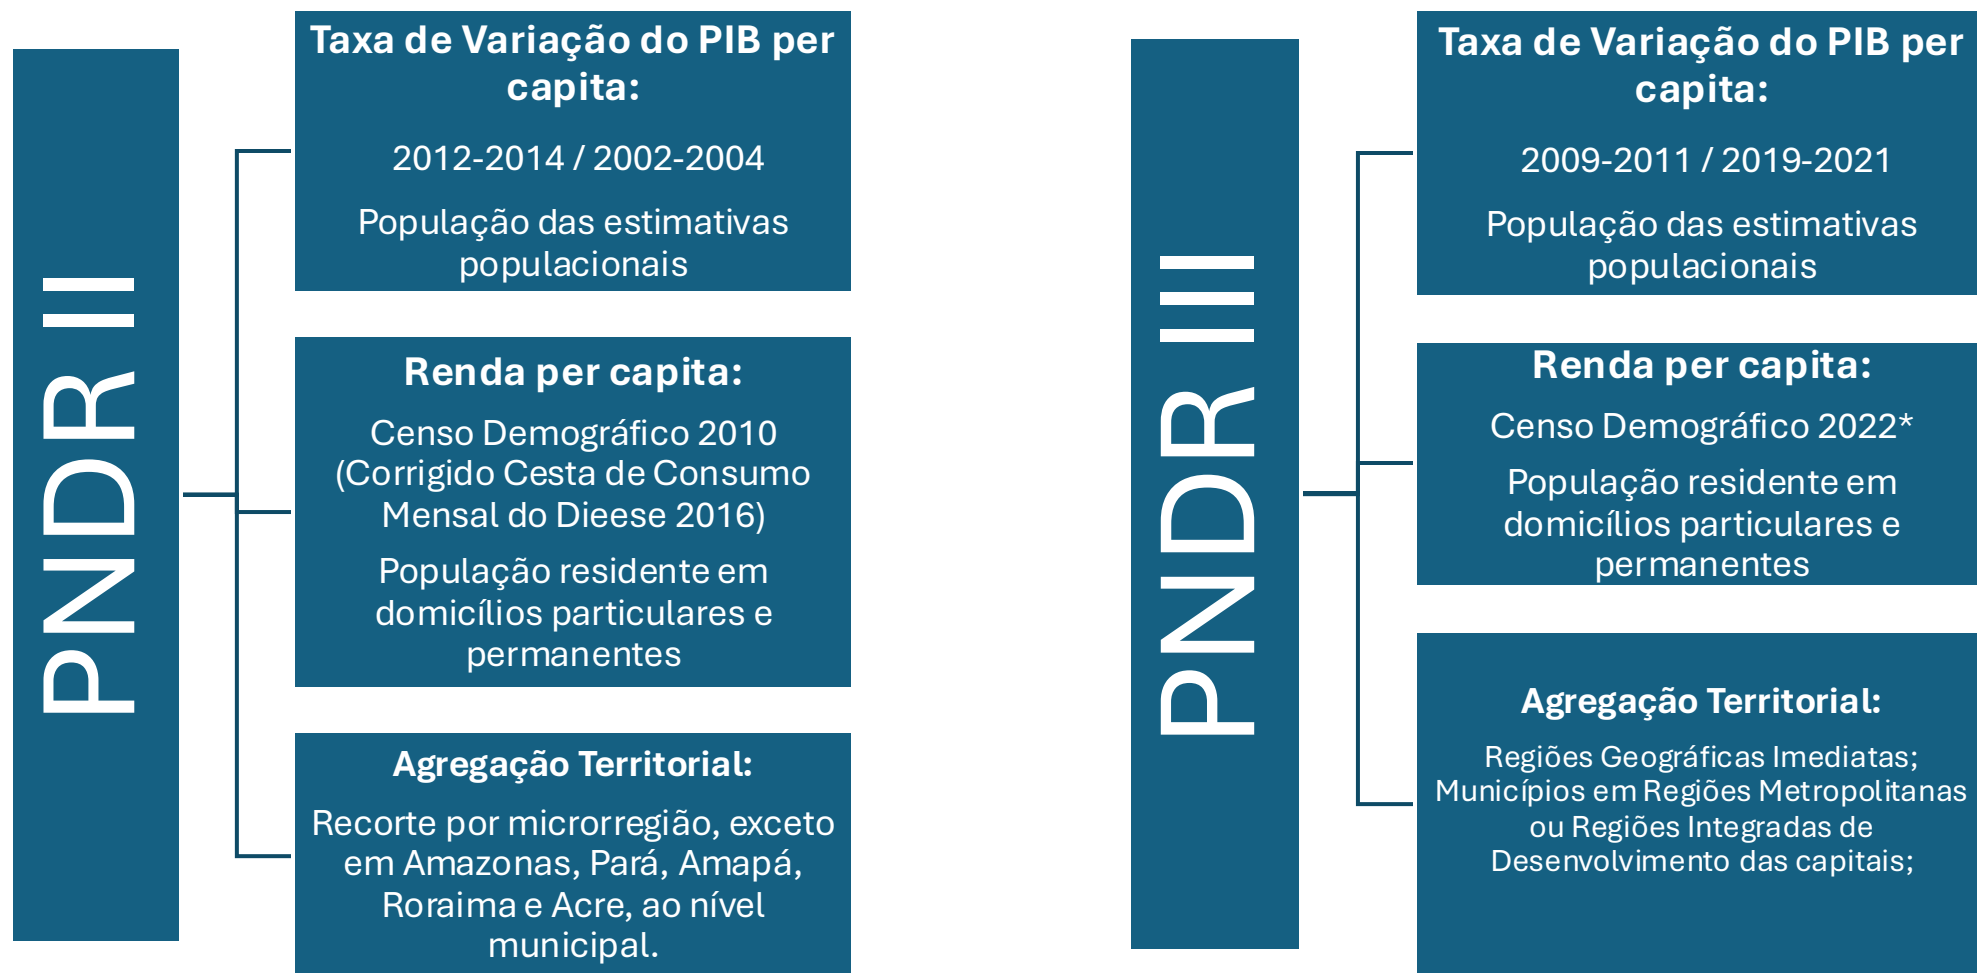 PNDR II
Taxa de Variação do PIB per
capita:
2012-2014 / 2002-2004
População das estimativas
populacionais
Renda per capita:
Censo Demográfico 2010
(Corrigido Cesta de Consumo
Mensal do Dieese 2016)
População residente em
domicílios particulares e
permanentes
Agregação Territorial:
Recorte por microrregião, exceto
em Amazonas, Pará, Amapá,
Roraima e Acre, ao nível
municipal.
PNDR III
Taxa de Variação do PIB per
capita:
2009-2011 / 2019-2021
População das estimativas
populacionais
Renda per capita:
Censo Demográfico 2022*
População residente em
domicílios particulares e
permanentes
Agregação Territorial:
Regiões Geográficas Imediatas;
Municípios em Regiões Metropolitanas
ou Regiões Integradas de
Desenvolvimento das capitais;